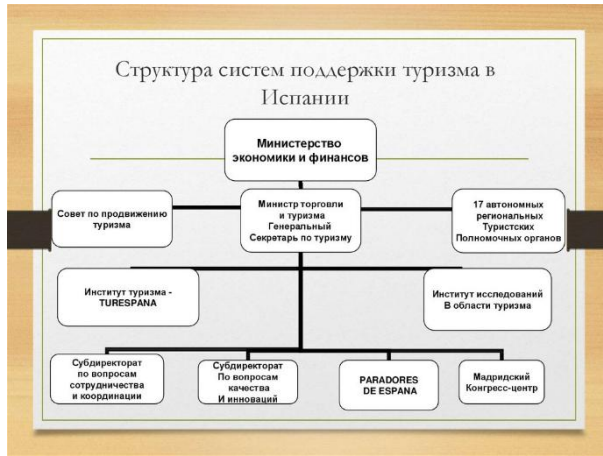 Структура систем поддержки туризма в
Испании
Министерство
экономики и финансов
Совет по продвижению
туризма
Министр торговли
и туризма
Генеральный
Секретарь по туризму
17 автономных
региональных
Туристских
Полномочных органов
Институт туризма -
TURESPANA
Институт исследований
В области туризма
Субдиректорат
по вопросам
сотрудничества
и координации
Субдиректорат
По вопросам
качества
И инноваций
PARADORES
DE ESPANA
Мадридский
Конгресс-центр